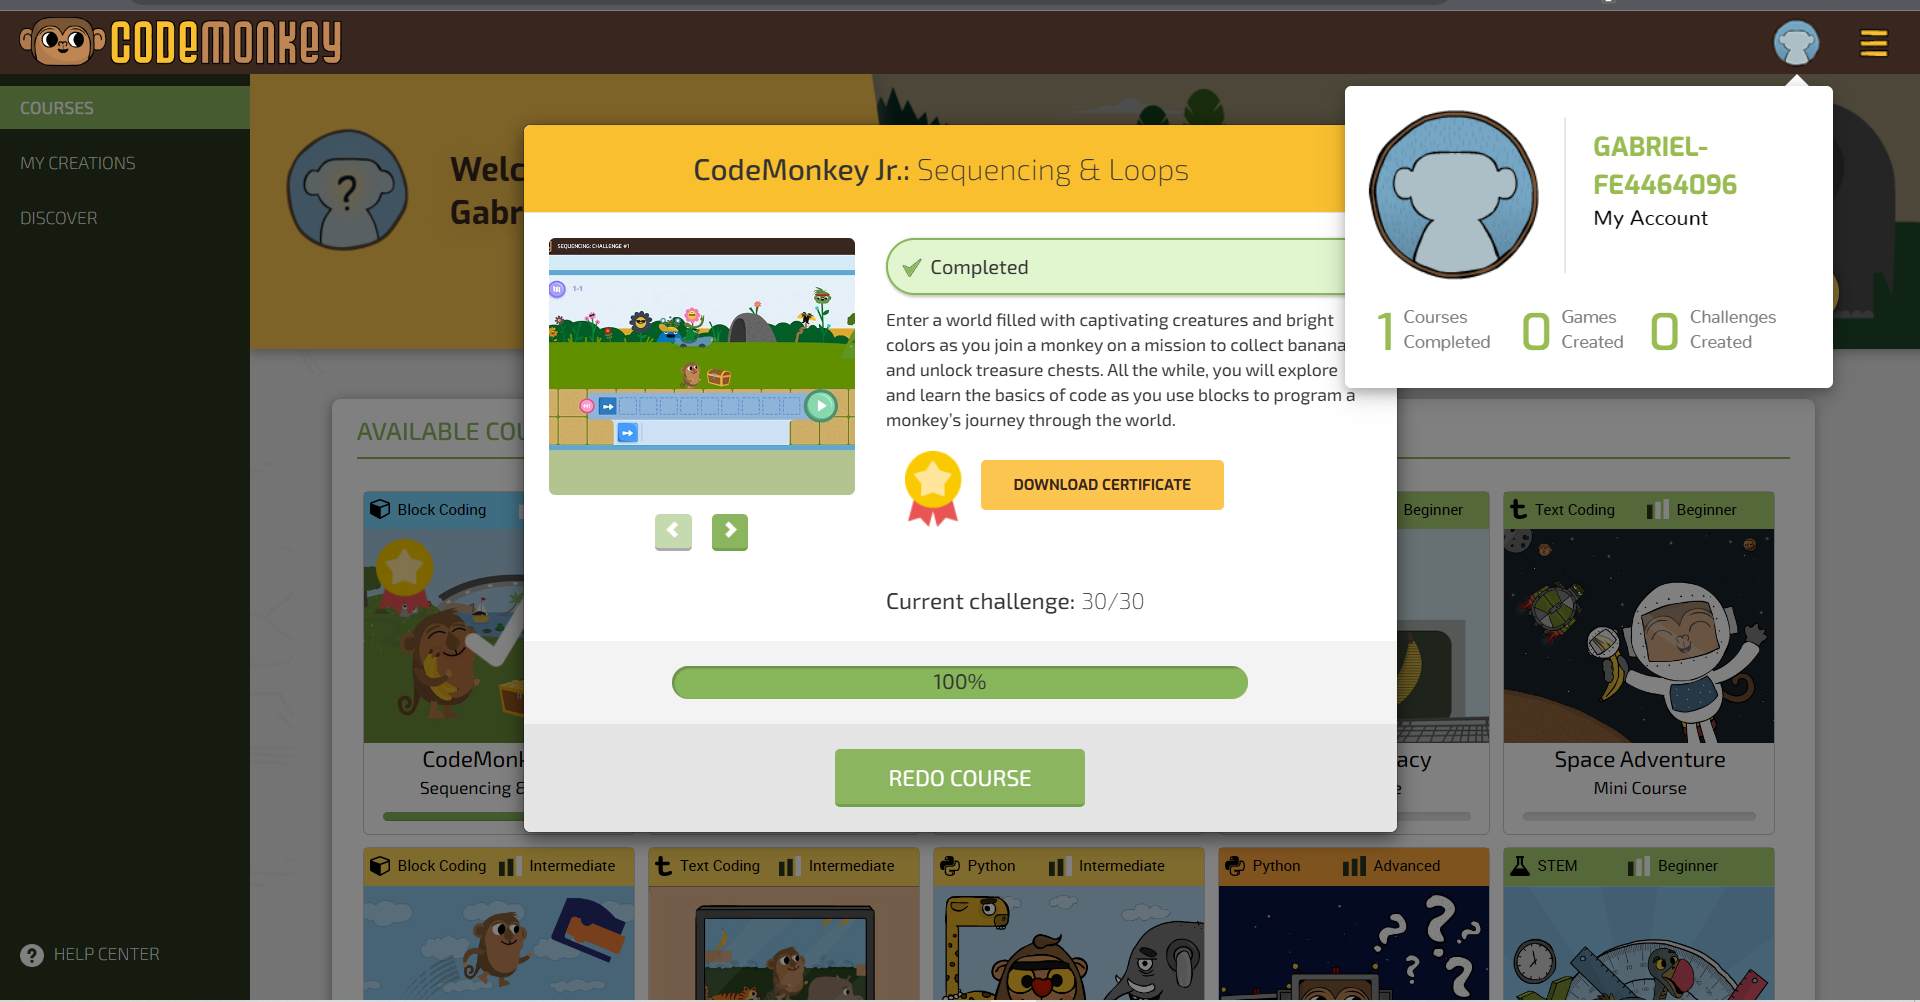 CODEMONKEY
COURSES
MY CREATIONS
DISCOVER
HELP CENTER
Welc
Gabr
GABRIEL-
FE4464096
My Account
1 Courses Completed
0 Games Created
0 Challenges Created
CodeMonkey Jr.: Sequencing & Loops
SEQUENCING: CHALLENGE #1
1-1
Completed
Enter a world filled with captivating creatures and bright
colors as you join a monkey on a mission to collect banana
and unlock treasure chests. All the while, you will explore
and learn the basics of code as you use blocks to program a
monkey's journey through the world.
DOWNLOAD CERTIFICATE
Current challenge: 30/30
100%
REDO COURSE
AVAILABLE COU
Block Coding
Beginner
Text Coding Beginner
CodeMonk
Sequencing &
acy
Space Adventure
Mini Course
Block Coding Intermediate
Text Coding Intermediate
Python Intermediate
Python Advanced
STEM Beginner